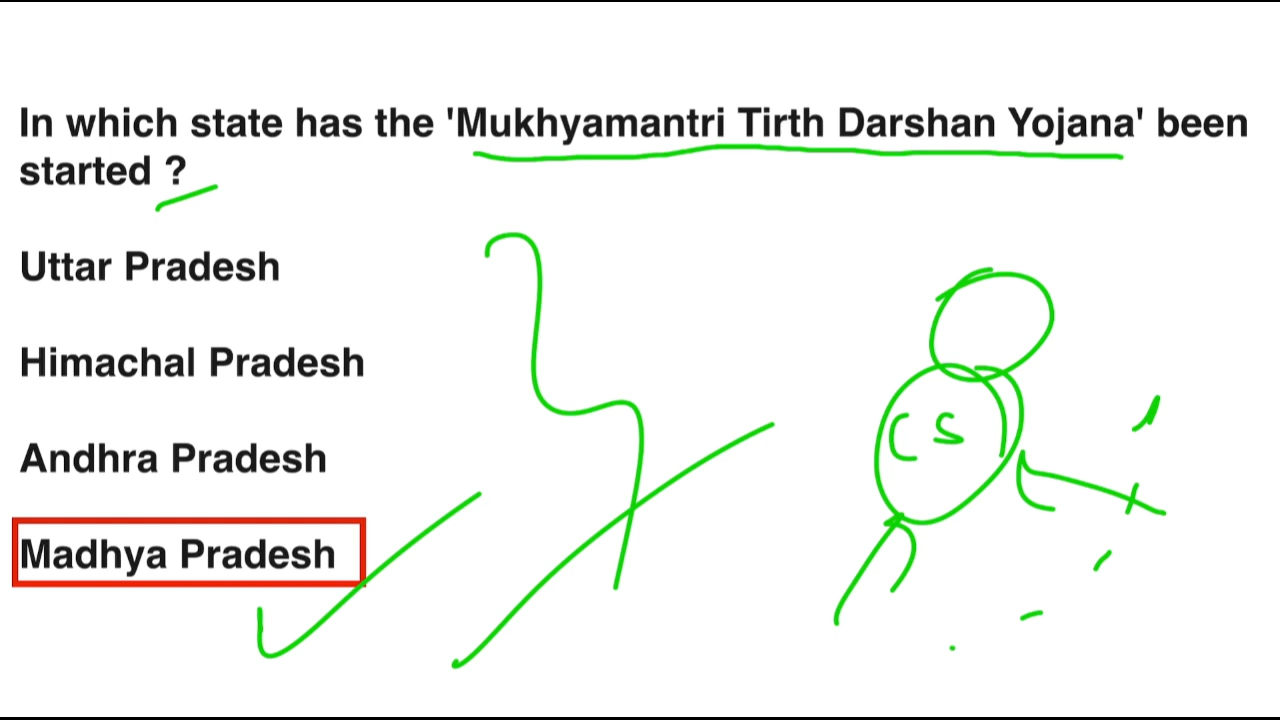 In which state has the 'Mukhyamantri Tirth Darshan Yojana' been
started ?
Uttar Pradesh
Himachal Pradesh
Andhra Pradesh
Madhya Pradesh
CS